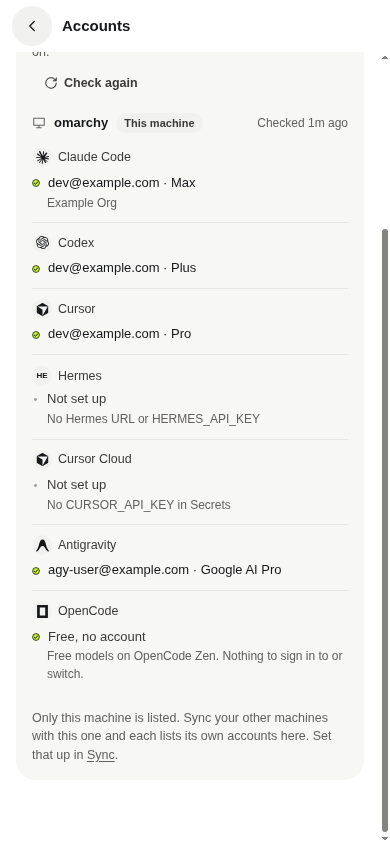 Accounts
on.
Check again
omarchy This machine Checked 1m ago
Claude Code
dev@example.com · Max
Example Org
Codex
dev@example.com · Plus
Cursor
dev@example.com · Pro
HE Hermes
Not set up
No Hermes URL or HERMES_API_KEY
Cursor Cloud
Not set up
No CURSOR_API_KEY in Secrets
Antigravity
agy-user@example.com · Google AI Pro
OpenCode
Free, no account
Free models on OpenCode Zen. Nothing to sign in to or
switch.
Only this machine is listed. Sync your other machines
with this one and each lists its own accounts here. Set
that up in Sync.